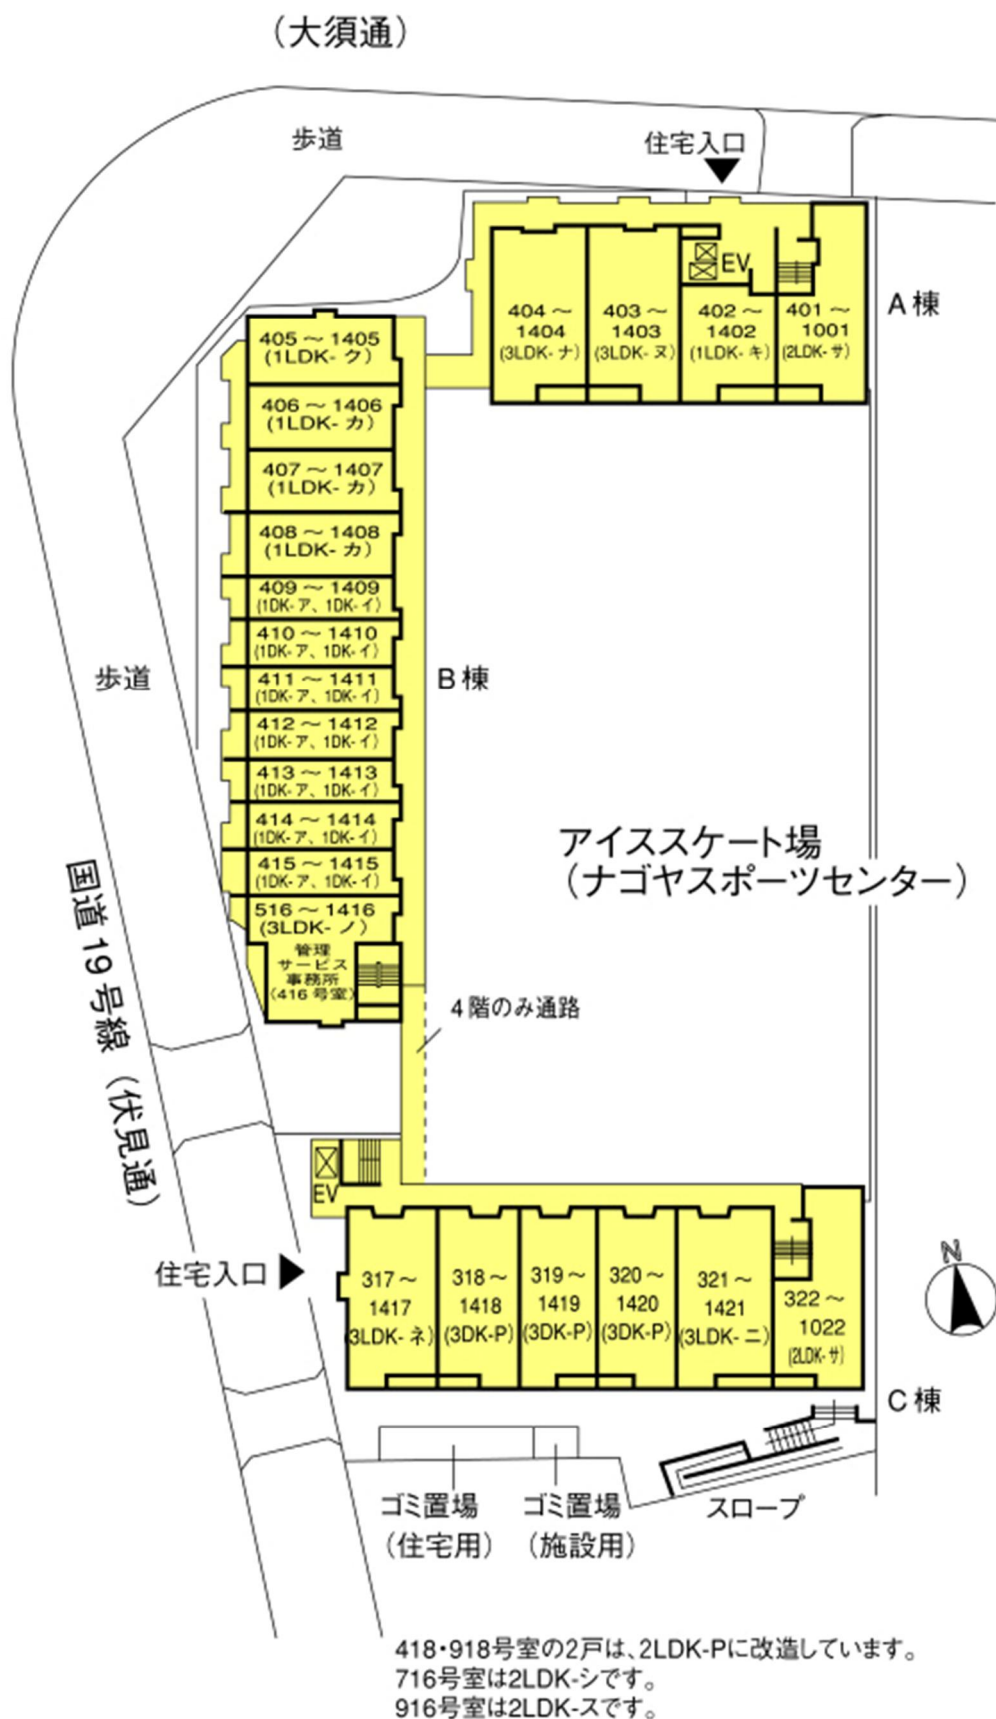 （大須通）
歩道
住宅入口
EV
A棟
404～
1404
(3LDK-ナ)
403～
1403
(3LDK-ヌ)
402～
1402
(1LDK-キ)
401～
1001
(2LDK-サ)
405～1405
(1LDK-ク)
406～1406
(1LDK-カ)
407～1407
(1LDK-カ)
408～1408
(1LDK-カ)
409～1409
(1DK-ア、1DK-イ)
410～1410
(1DK-ア、1DK-イ)
411～1411
(1DK-ア、1DK-イ)
412～1412
(1DK-ア、1DK-イ)
413～1413
(1DK-ア、1DK-イ)
414～1414
(1DK-ア、1DK-イ)
415～1415
(1DK-ア、1DK-イ)
516～1416
(3LDK-ノ)
管理
サービス
事務所
(416号室)
歩道
B棟
アイススケート場
（ナゴヤスポーツセンター）
国道19号線（伏見通）
4階のみ通路
EV
住宅入口
317～
1417
(3LDK-ネ)
318～
1418
(3DK-P)
319～
1419
(3DK-P)
320～
1420
(3DK-P)
321～
1421
(3LDK-ニ)
322～
1022
(2LDK-サ)
N
C棟
ゴミ置場
（住宅用）
ゴミ置場
（施設用）
スロープ
418・918号室の2戸は、2LDK-Pに改造しています。
716号室は2LDK-シです。
916号室は2LDK-スです。